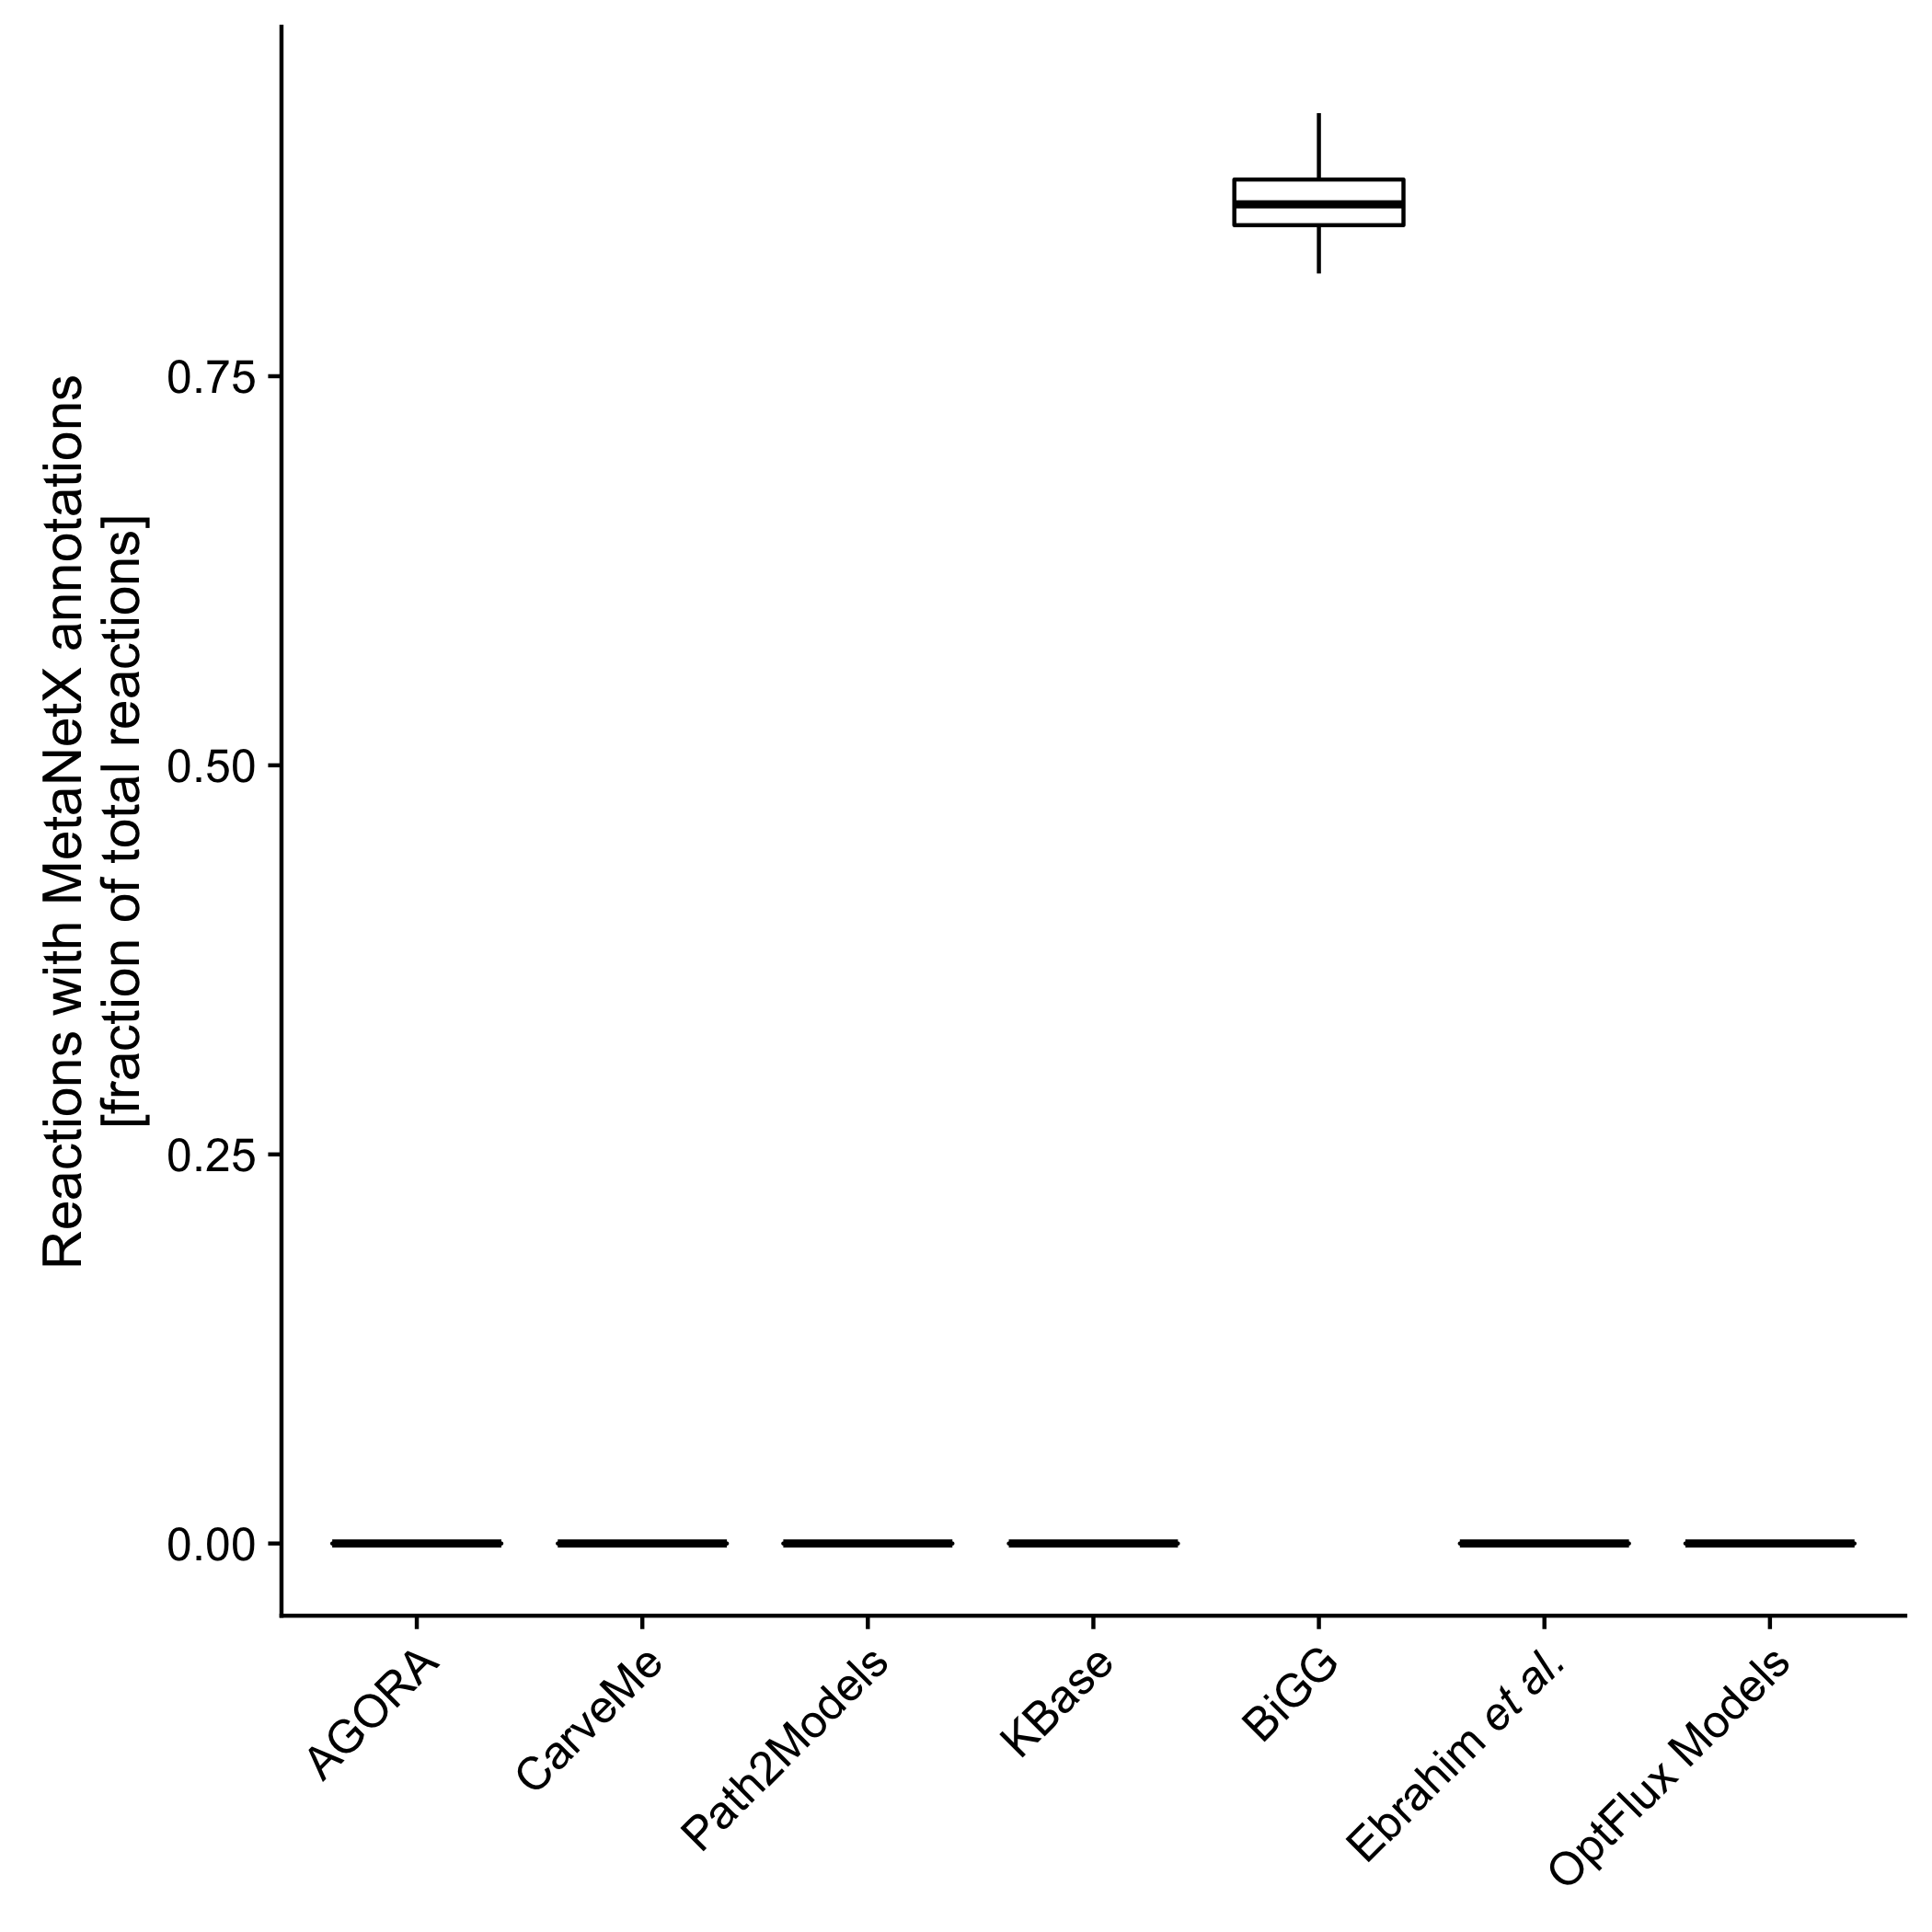 Reactions with MetaNetX annotations
[fraction of total reactions]
0.75
0.50
0.25
0.00
AGORA
CarveMe
Path2Models
KBase
BiGG
Ebrahim et al.
OptFlux Models